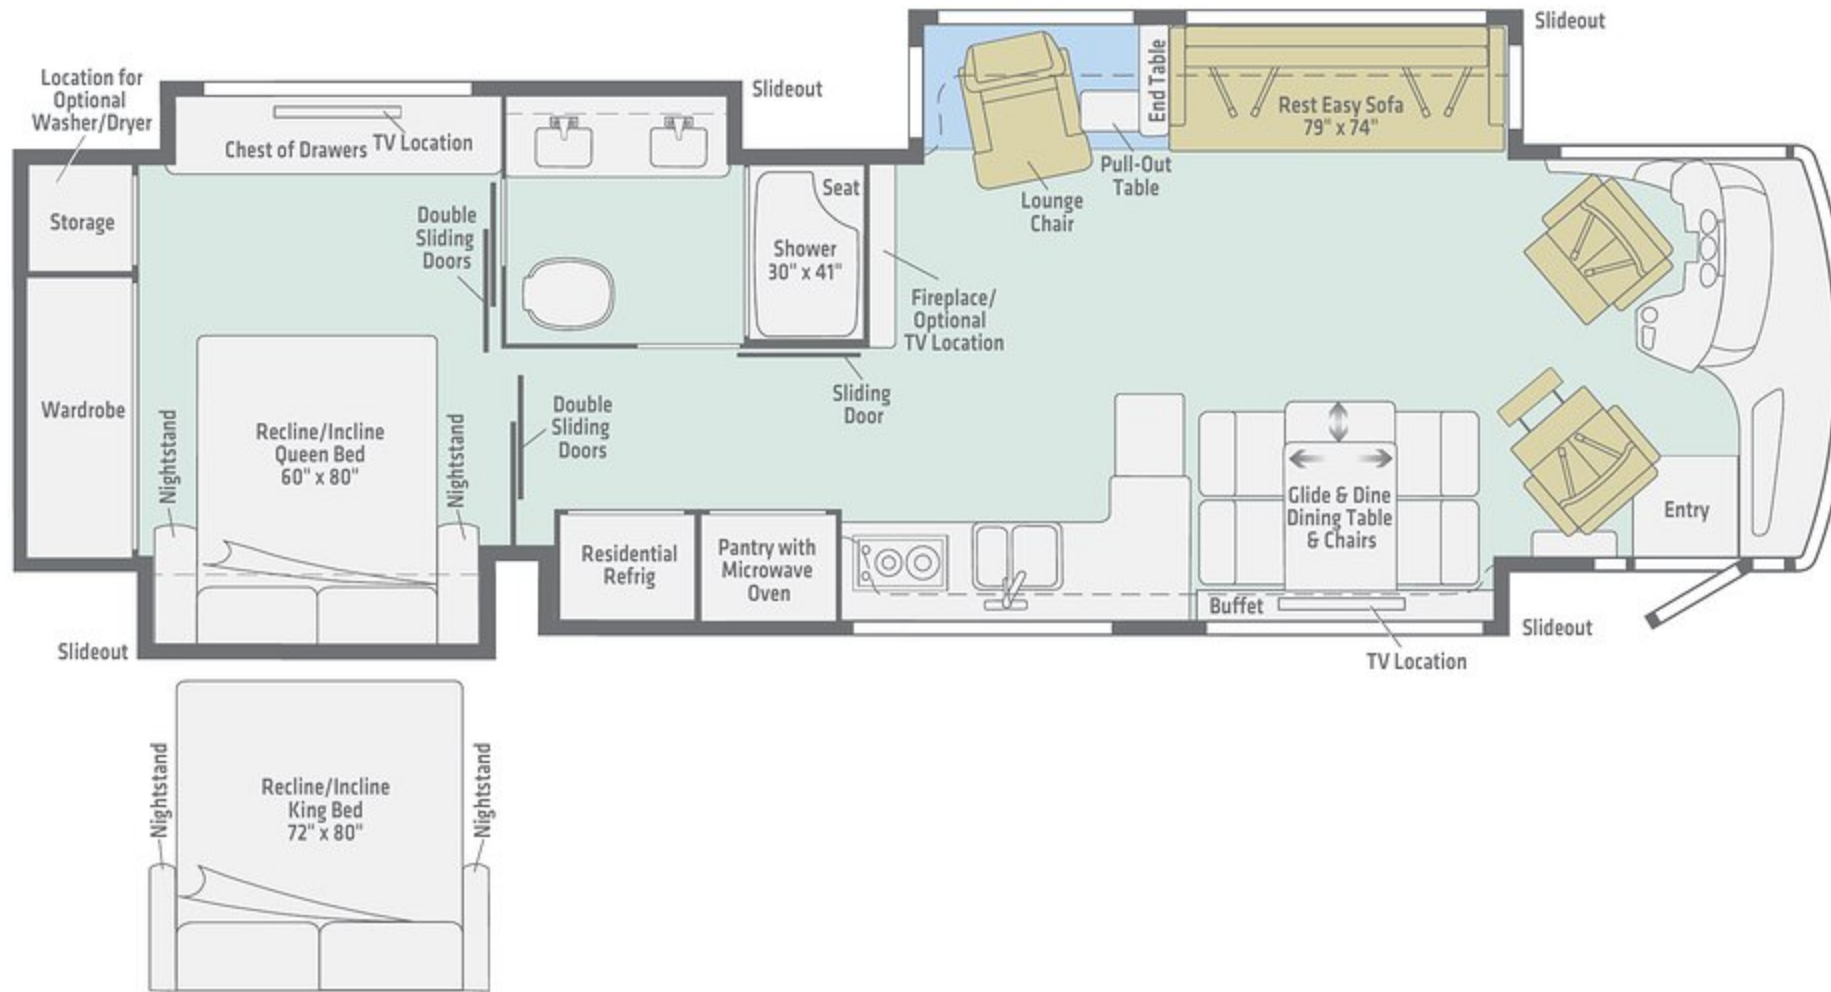 Slideout
Location for
Optional
Washer/Dryer
Slideout
End Table
Rest Easy Sofa
79" x 74"
Chest of Drawers
TV Location
Pull-Out
Table
Lounge
Chair
Storage
Double
Sliding
Doors
Seat
Shower
30" x 41"
Fireplace/
Optional
TV Location
Sliding
Door
Wardrobe
Nightstand
Recline/Incline
Queen Bed
60" x 80"
Nightstand
Double
Sliding
Doors
Glide & Dine
Dining Table
& Chairs
Entry
Residential
Refrig
Pantry with
Microwave
Oven
Buffet
Slideout
Slideout
TV Location
Nightstand
Recline/Incline
King Bed
72" x 80"
Nightstand